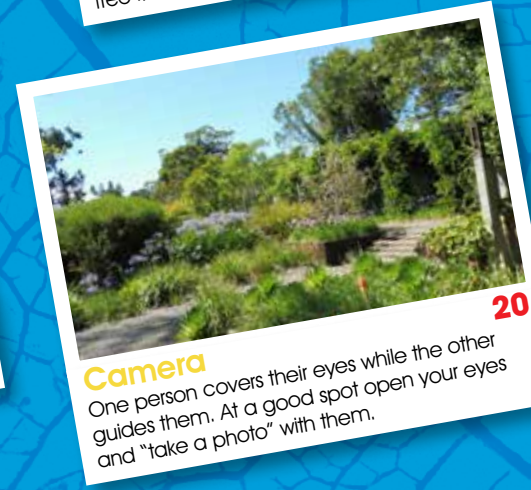 20
Camera
One person covers their eyes while the other
guides them. At a good spot open your eyes
and “take a photo” with them.